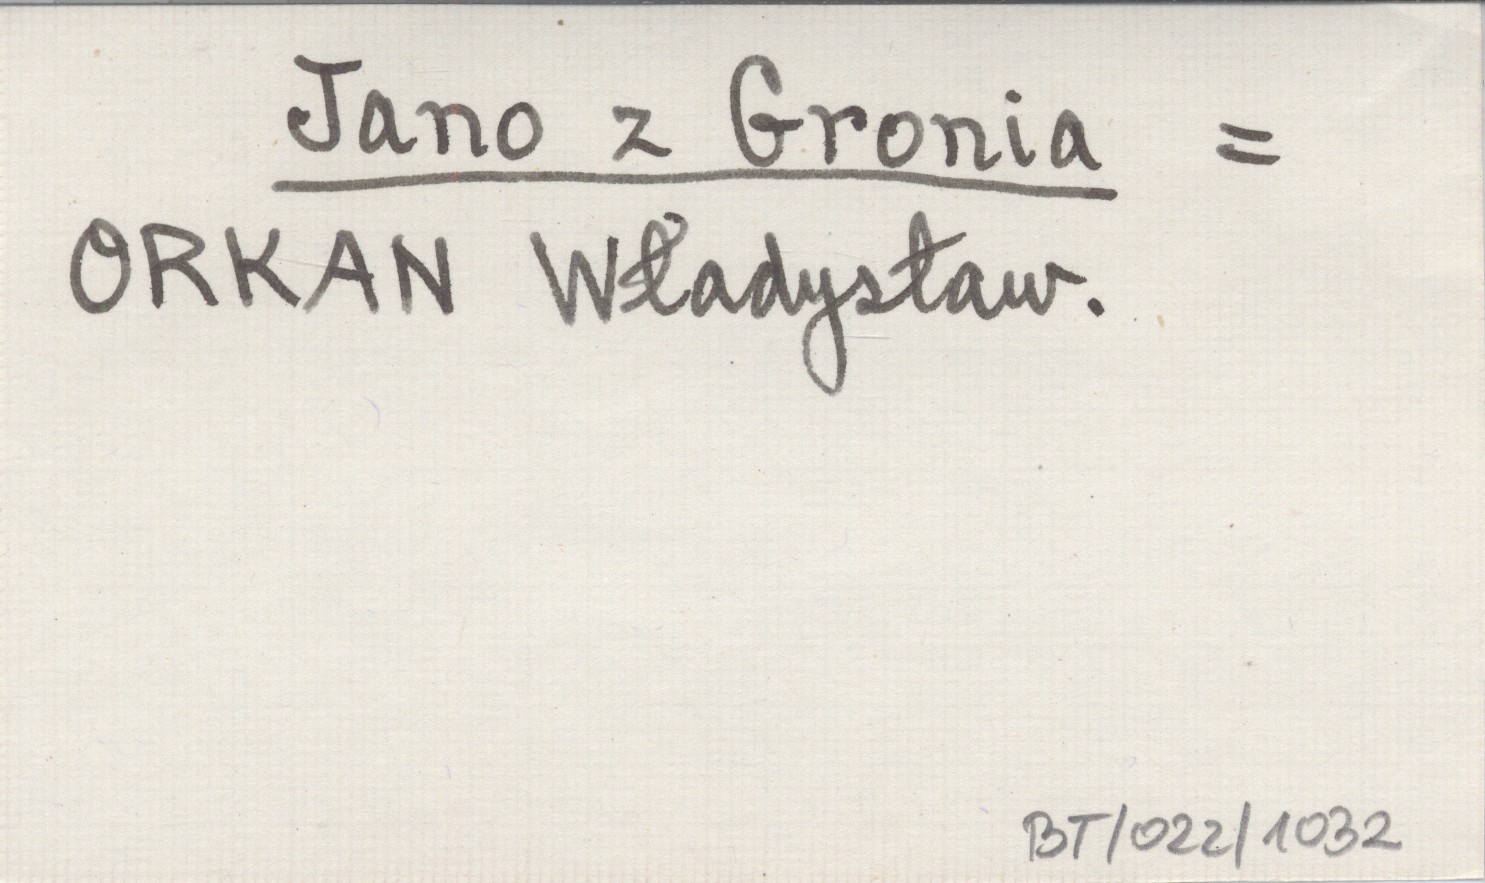 Jano z Gronia =
ORKAN Władysław.
BT/022/1032